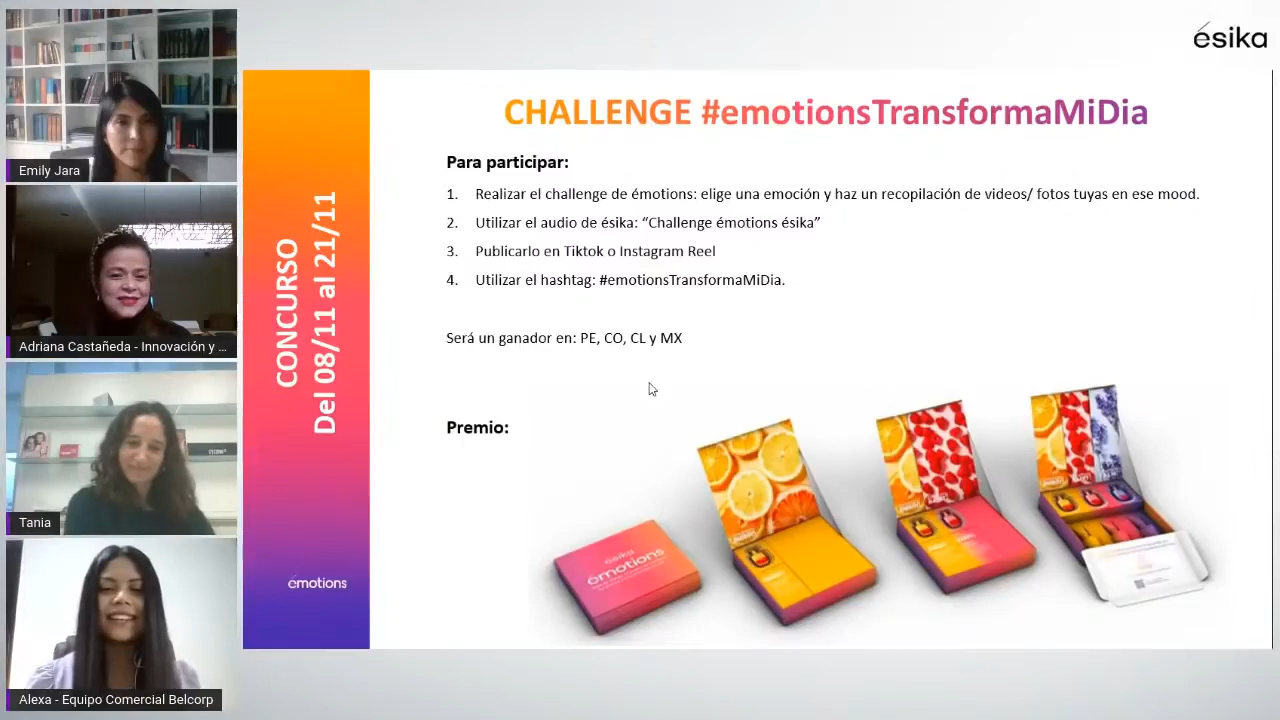 ésika
Emily Jara
Adriana Castañeda - Innovación y ...
Tania
Alexa - Equipo Comercial Belcorp
CONCURSO
Del 08/11 al 21/11
émotions
CHALLENGE #emotionsTransformaMiDia
Para participar:
1. Realizar el challenge de émotions: elige una emoción y haz un recopilación de videos/ fotos tuyas en ese mood.
2. Utilizar el audio de ésika: “Challenge émotions ésika”
3. Publicarlo en Tiktok o Instagram Reel
4. Utilizar el hashtag: #emotionsTransformaMiDia.
Será un ganador en: PE, CO, CL y MX
Premio:
ésika
émotions